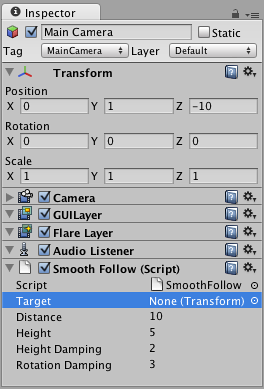 Inspector
Main Camera Static
Tag MainCamera Layer Default
Transform
Position
X 0 Y 1 Z -10
Rotation
X 0 Y 0 Z 0
Scale
X 1 Y 1 Z 1
Camera
GUILayer
Flare Layer
Audio Listener
Smooth Follow (Script)
Script SmoothFollow
Target None (Transform)
Distance 10
Height 5
Height Damping 2
Rotation Damping 3